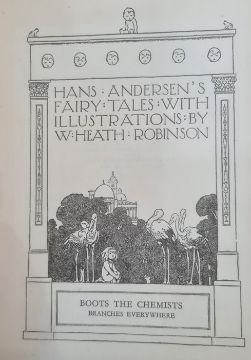 HANS : ANDERSEN'S
FAIRY : TALES : WITH
ILLUSTRATIONS : BY
W : HEATH : ROBINSON
BOOTS THE CHEMISTS
BRANCHES EVERYWHERE